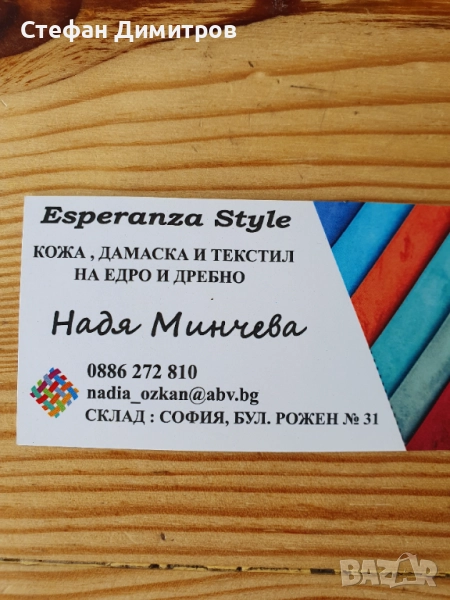 Стефан Димитров
Esperanza Style
КОЖА , ДАМАСКА И ТЕКСТИЛ
НА ЕДРО И ДРЕБНО
Надя Минчева
0886 272 810
nadia_ozkan@abv.bg
СКЛАД : СОФИЯ, БУЛ. РОЖЕН № 31
BAZAR